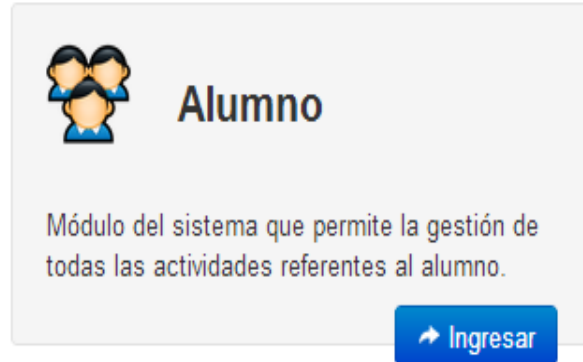 Alumno
Módulo del sistema que permite la gestión de
todas las actividades referentes al alumno.
Ingresar